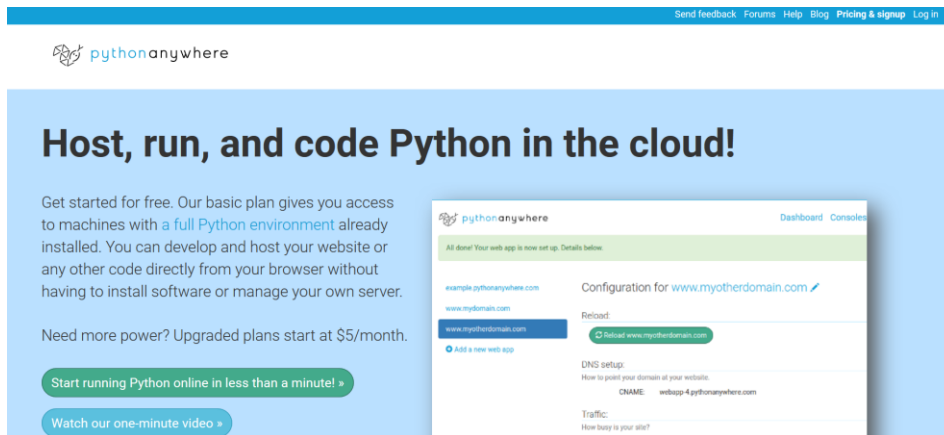 Send feedback Forums Help Blog Pricing & signup Log in
pythonanywhere
Host, run, and code Python in the cloud!
Get started for free. Our basic plan gives you access
to machines with a full Python environment already
installed. You can develop and host your website or
any other code directly from your browser without
having to install software or manage your own server.
Need more power? Upgraded plans start at $5/month.
Start running Python online in less than a minute! »
Watch our one-minute video »
pythonanywhere
Dashboard Consoles
All done! Your web app is now set up. Details below.
example.pythonanywhere.com
www.mydomain.com
www.myotherdomain.com
Add a new web app
Configuration for www.myotherdomain.com
Reload:
Reload www.myotherdomain.com
DNS setup:
How to point your domain at your website.
CNAME: webapp-4.pythonanywhere.com
Traffic:
How busy is your site?